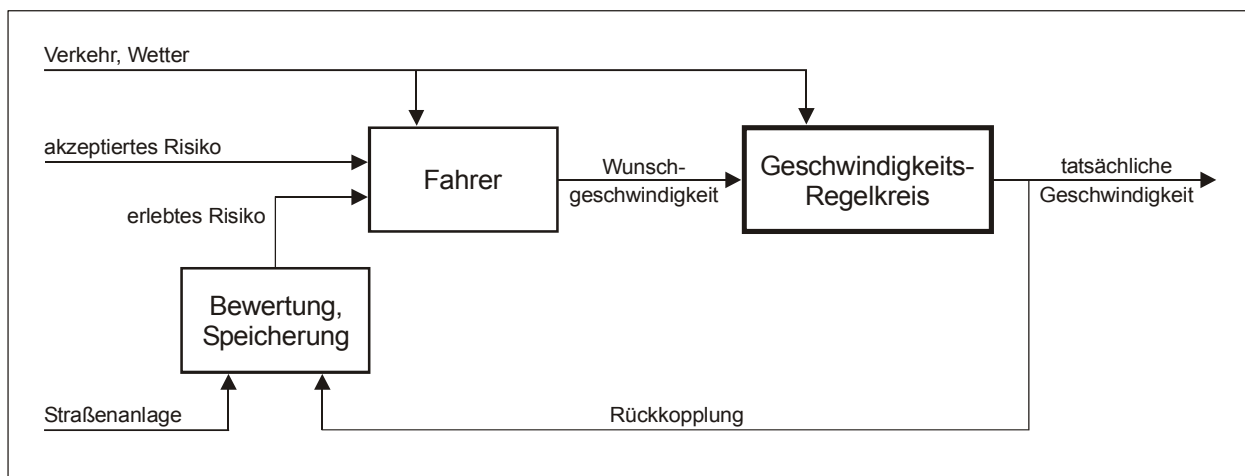 Verkehr, Wetter
akzeptiertes Risiko
Fahrer
Wunsch-
geschwindigkeit
Geschwindigkeits-
Regelkreis
tatsächliche
Geschwindigkeit
erlebtes Risiko
Bewertung,
Speicherung
Straßenanlage
Rückkopplung